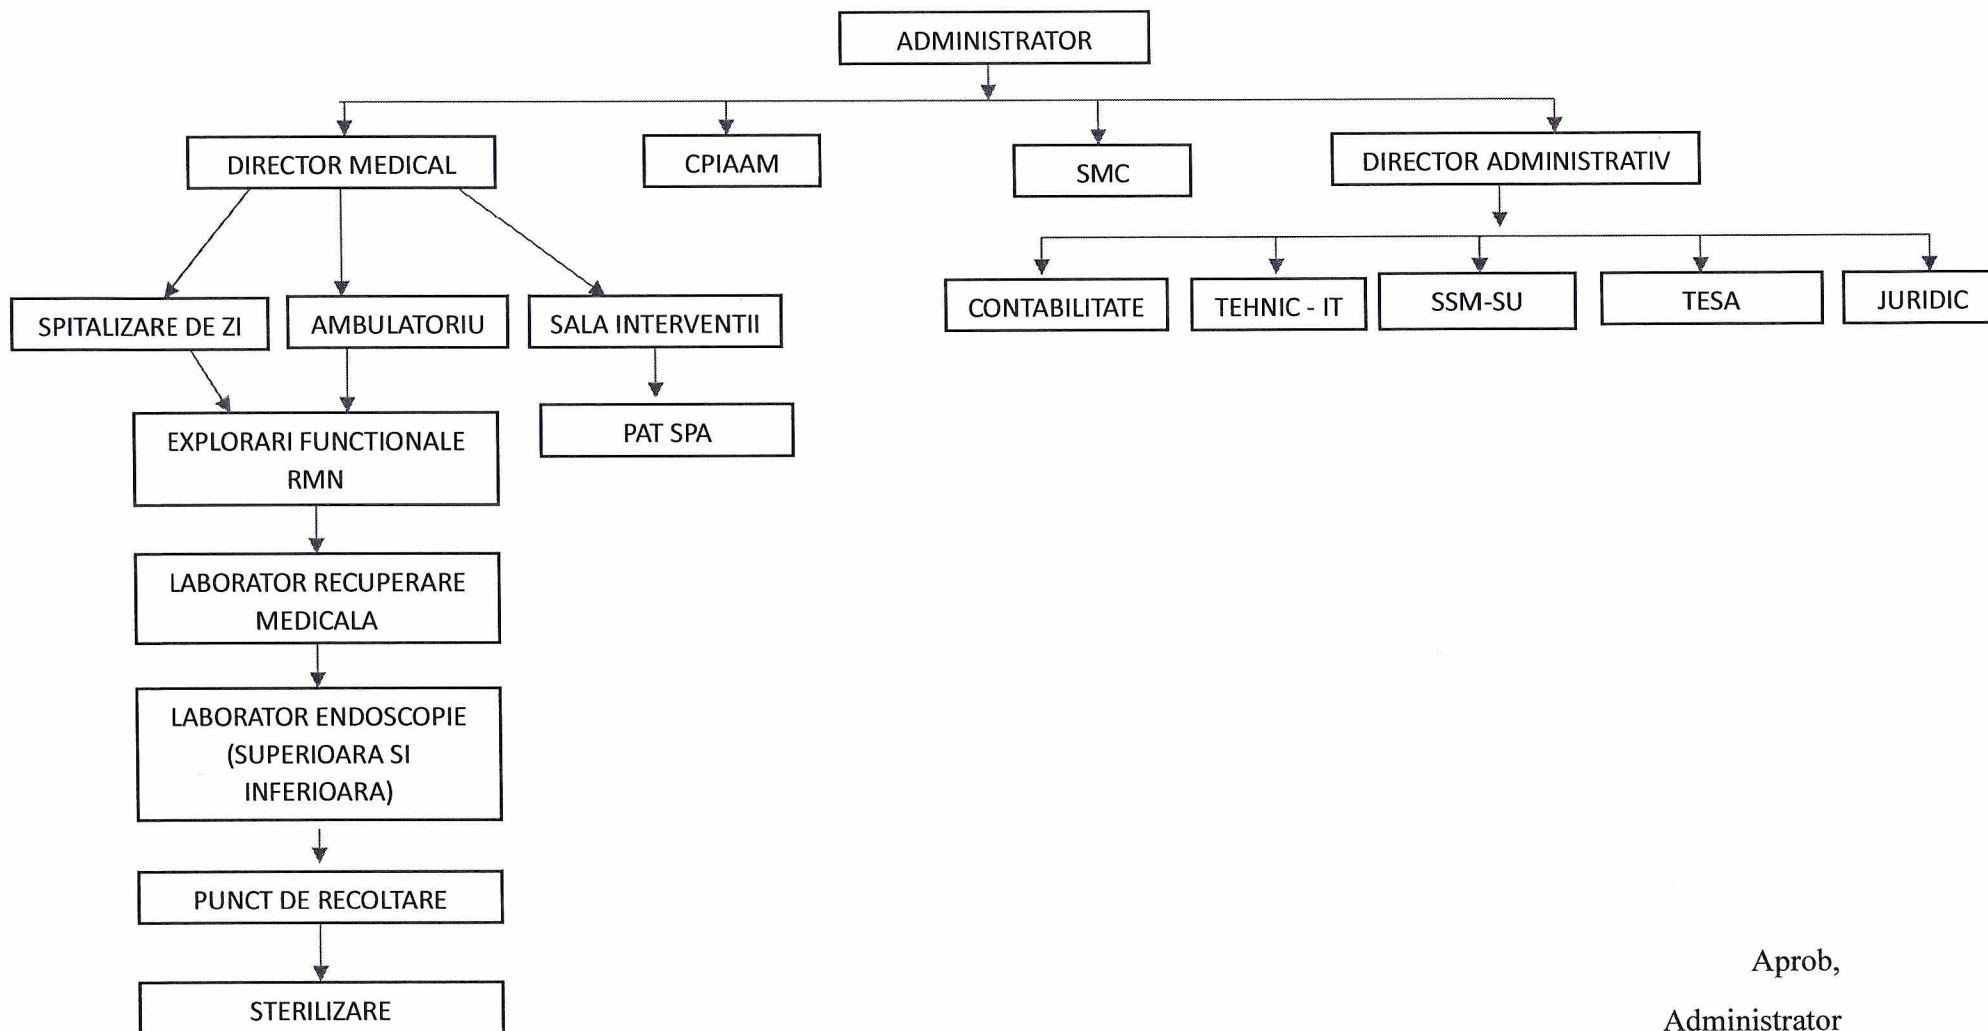 ADMINISTRATOR
DIRECTOR MEDICAL
CPIAAM
SMC
DIRECTOR ADMINISTRATIV
SPITALIZARE DE ZI
AMBULATORIU
SALA INTERVENTII
CONTABILITATE
TEHNIC - IT
SSM-SU
TESA
JURIDIC
EXPLORARI FUNCTIONALE
RMN
PAT SPA
LABORATOR RECUPERARE
MEDICALA
LABORATOR ENDOSCOPIE
(SUPERIOARA SI
INFERIOARA)
PUNCT DE RECOLTARE
STERILIZARE
Aprob,
Administrator